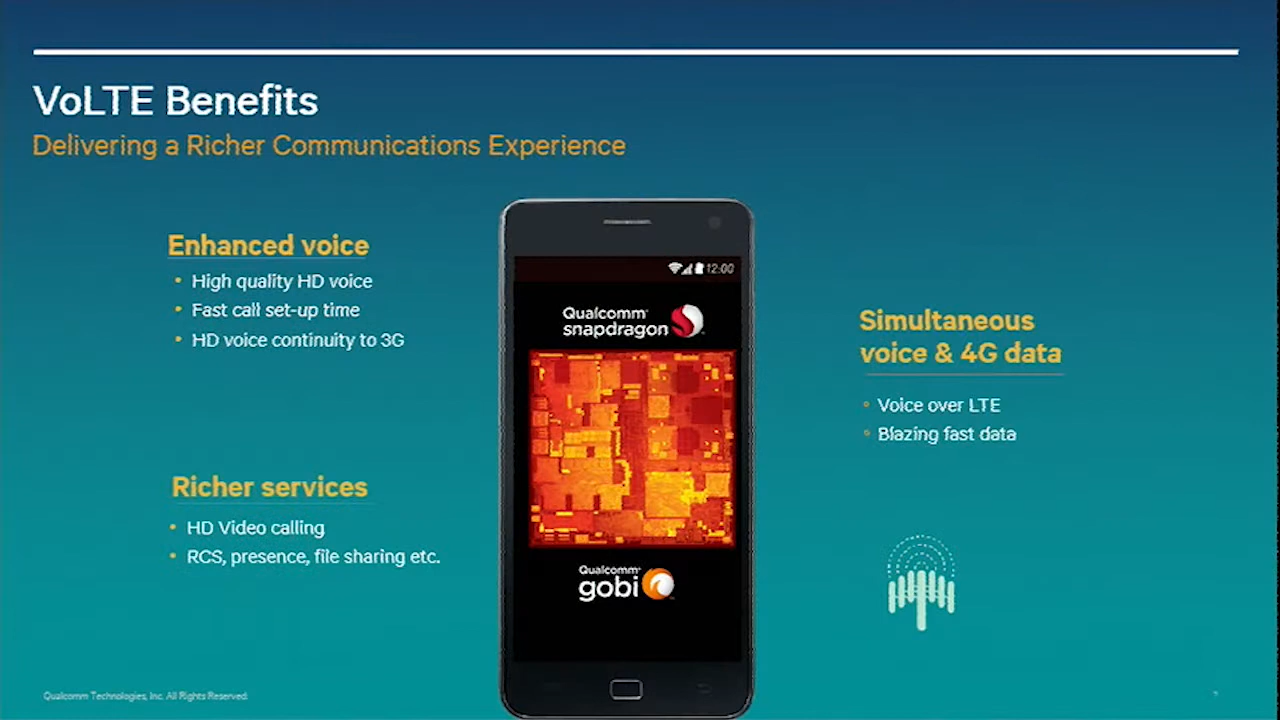 VoLTE Benefits
Delivering a Richer Communications Experience
Enhanced voice
• High quality HD voice
• Fast call set-up time
• HD voice continuity to 3G
Richer services
• HD Video calling
• RCS, presence, file sharing etc.
12:00
Qualcomm
snapdragon
Qualcomm
gobi
Simultaneous
voice & 4G data
• Voice over LTE
• Blazing fast data
Qualcomm Technologies, Inc. All Rights Reserved.